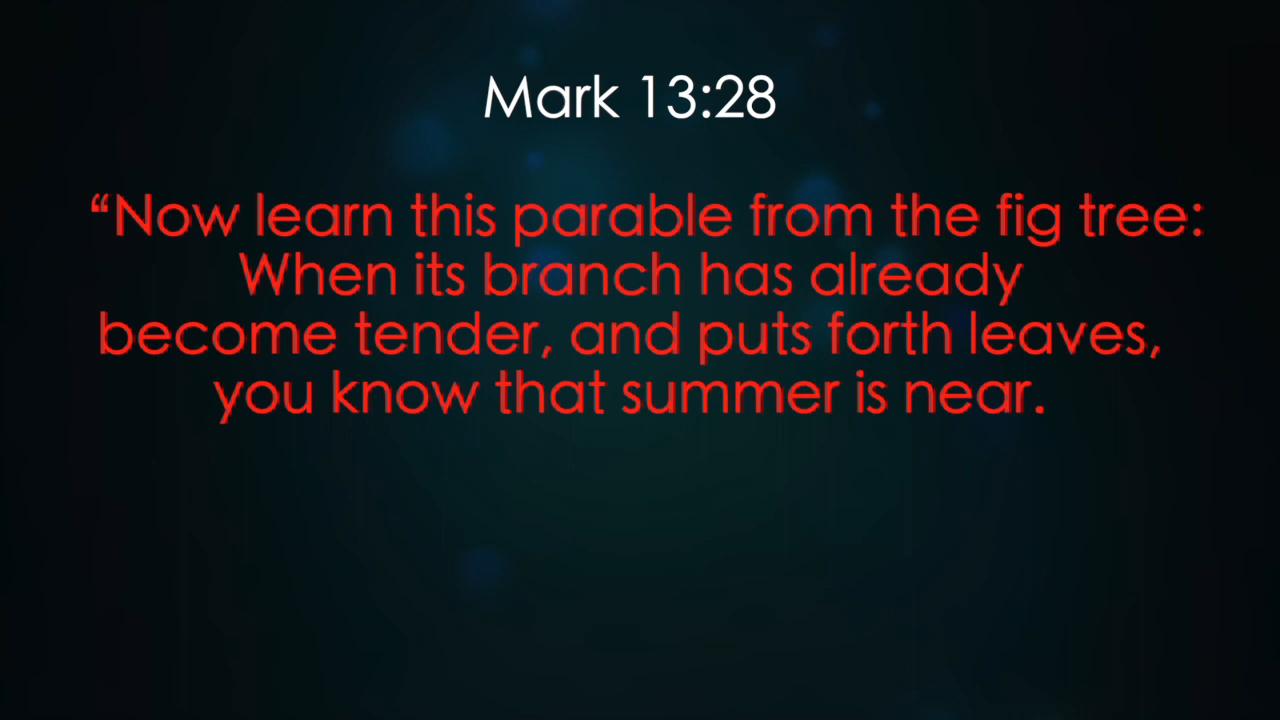 Mark 13:28
“Now learn this parable from the fig tree:
When its branch has already
become tender, and puts forth leaves,
you know that summer is near.